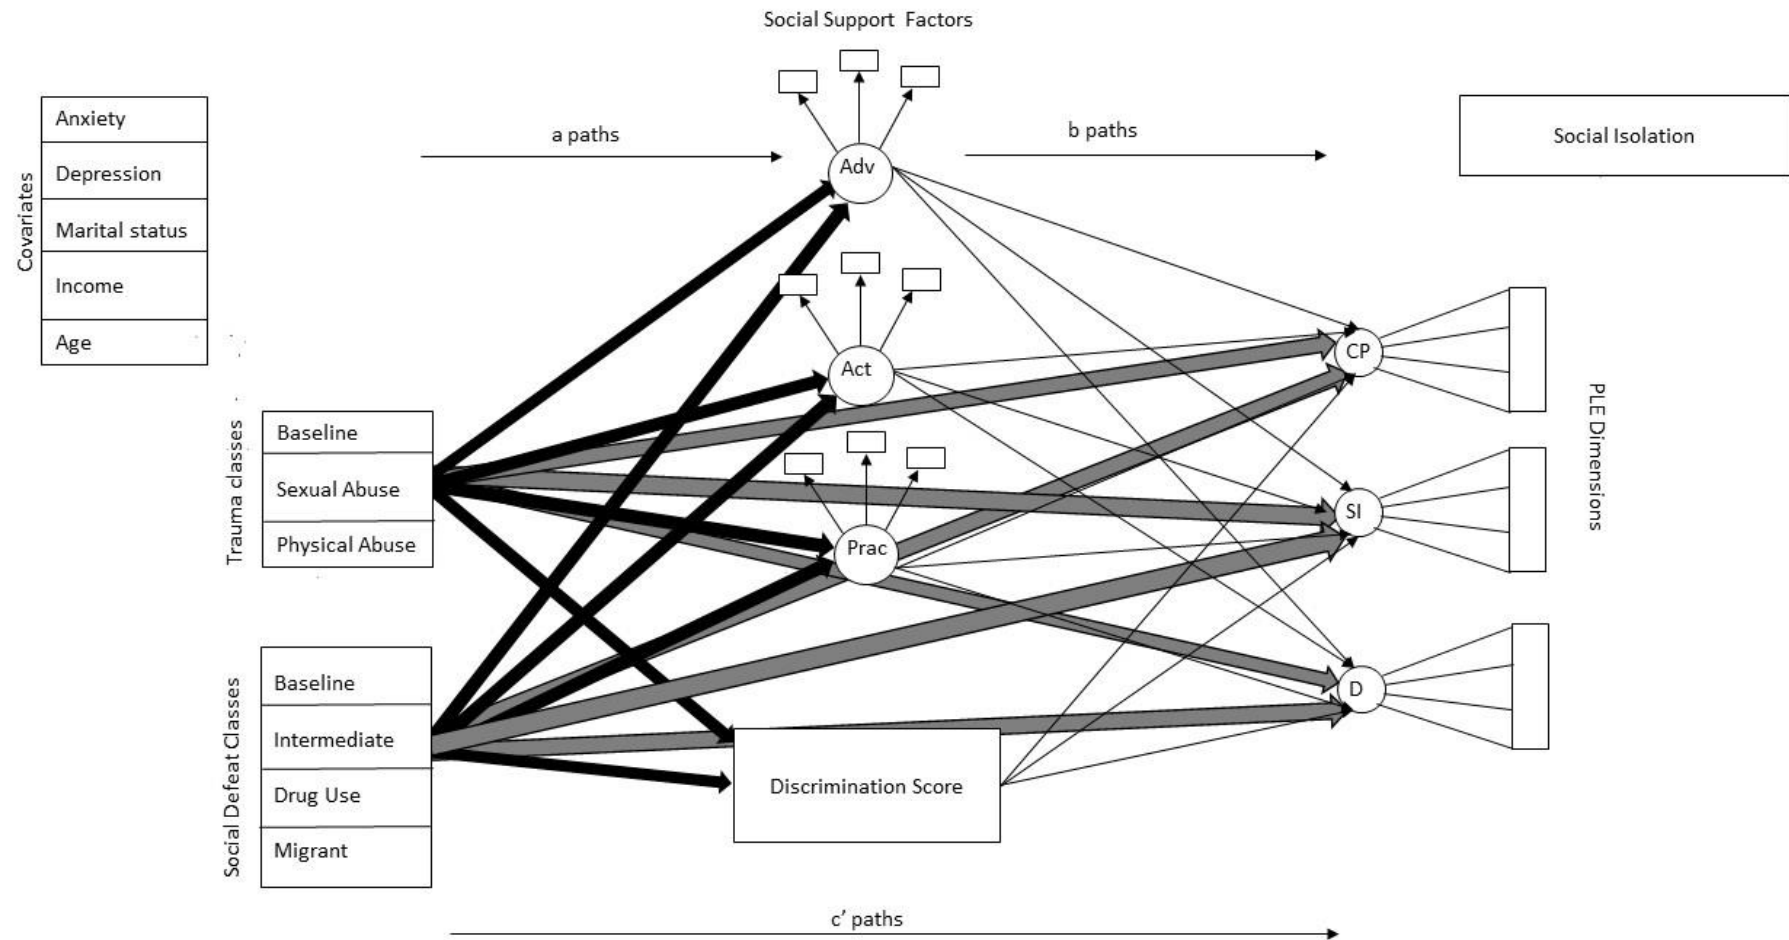 Social Support Factors
Covariates
Anxiety
Depression
Marital status
Income
Age
a paths
b paths
Social Isolation
Adv
Act
Prac
CP
SI
D
PLE Dimensions
Trauma classes
Baseline
Sexual Abuse
Physical Abuse
Social Defeat Classes
Baseline
Intermediate
Drug Use
Migrant
Discrimination Score
c’ paths